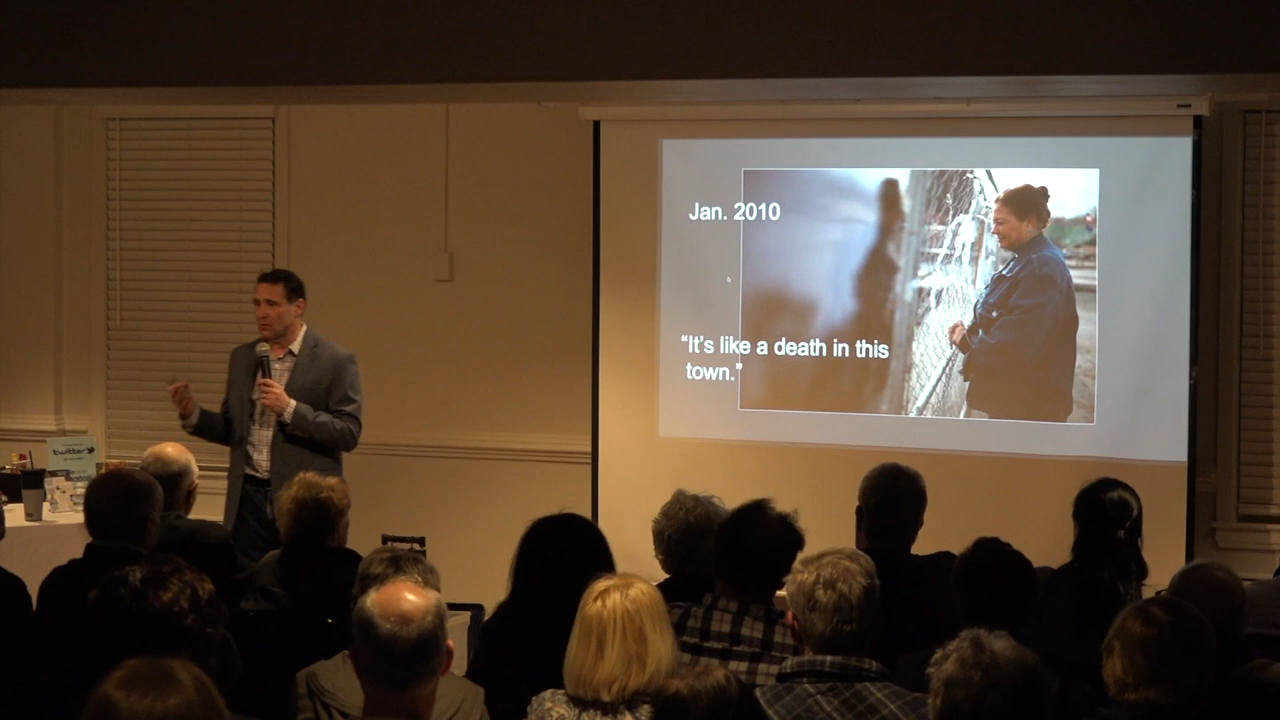 Jan. 2010
“It’s like a death in this
town.”
twitter